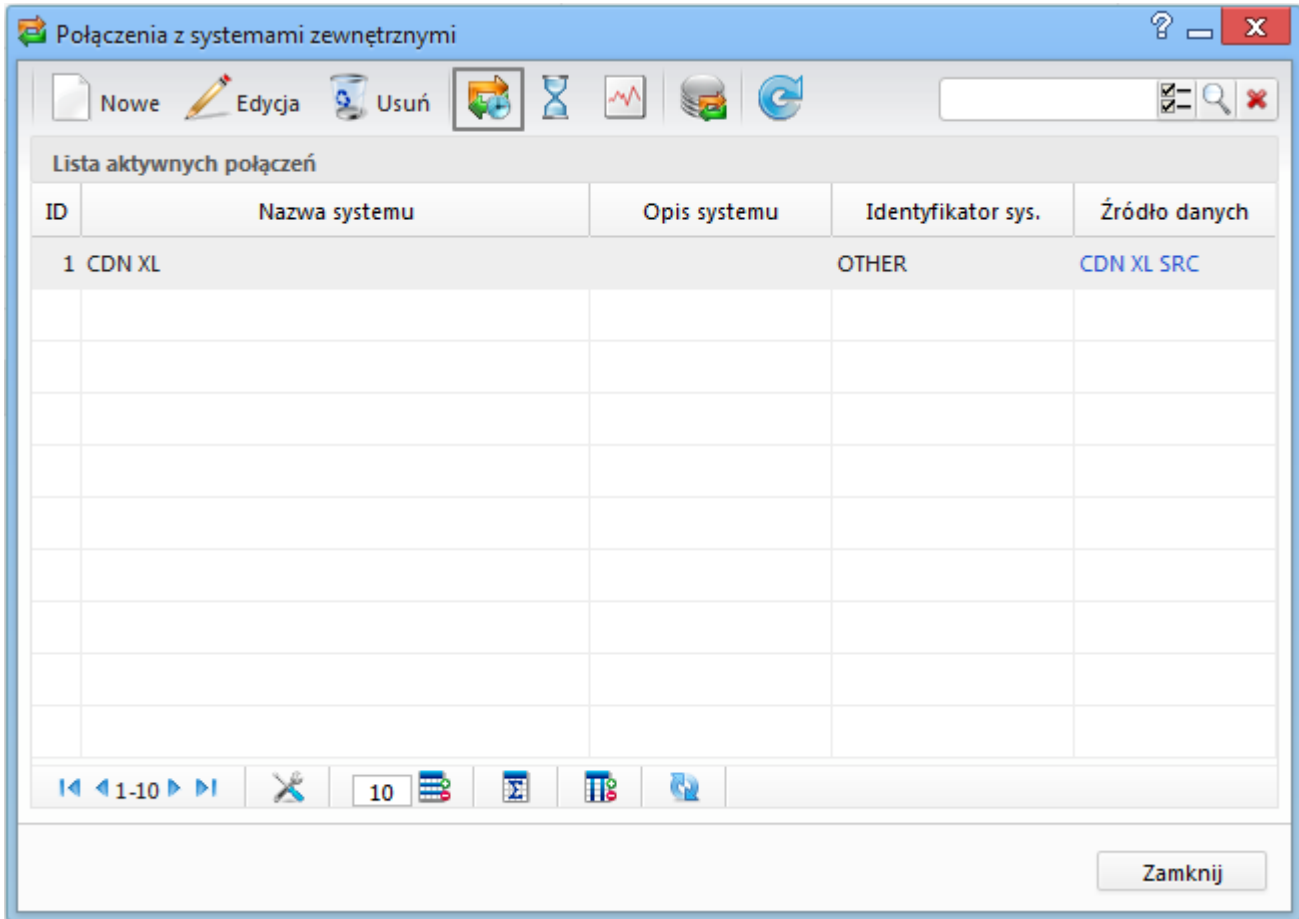 Połączenia z systemami zewnętrznymi
Nowe Edycja Usuń
Lista aktywnych połączeń
ID Nazwa systemu Opis systemu Identyfikator sys. Źródło danych
1 CDN XL OTHER CDN XL SRC
1-10 10
Zamknij